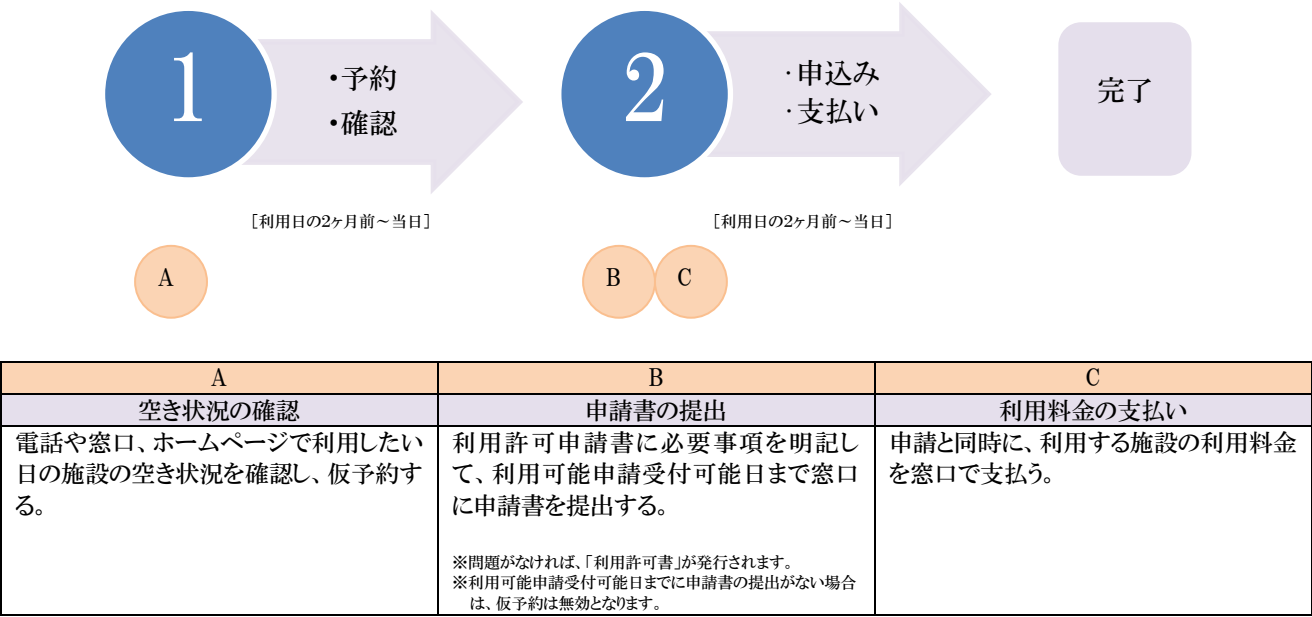 1
・予約
・確認
2
・申込み
・支払い
完了
[利用日の2ヶ月前～当日]
[利用日の2ヶ月前～当日]
A
B
C
A
B
C
空き状況の確認
申請書の提出
利用料金の支払い
電話や窓口、ホームページで利用したい
日の施設の空き状況を確認し、仮予約す
る。
利用許可申請書に必要事項を明記し
て、利用可能申請受付可能日まで窓口
に申請書を提出する。
※問題がなければ、「利用許可書」が発行されます。
※利用可能申請受付可能日までに申請書の提出がない場合
は、仮予約は無効となります。
申請と同時に、利用する施設の利用料金
を窓口で支払う。